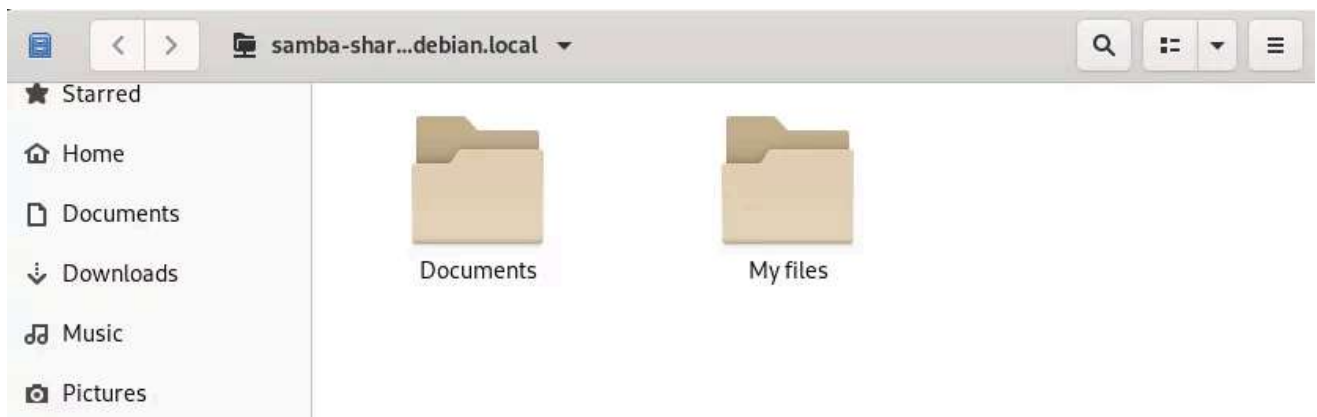 samba-shar...debian.local
Starred
Home
Documents
Downloads
Music
Pictures
Documents
My files